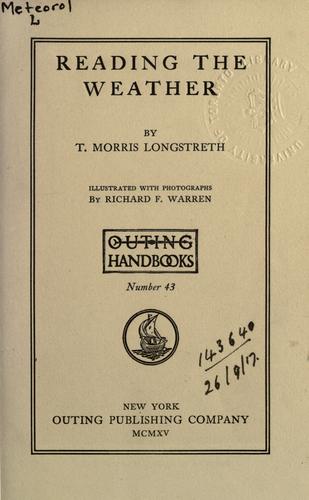 Meteorol
L
READING THE
WEATHER
BY
T. MORRIS LONGSTRETH
ILLUSTRATED WITH PHOTOGRAPHS
BY RICHARD F. WARREN
OUTING
HANDBOOKS
Number 43
143640
26/9/17.
NEW YORK
OUTING PUBLISHING COMPANY
MCMXV